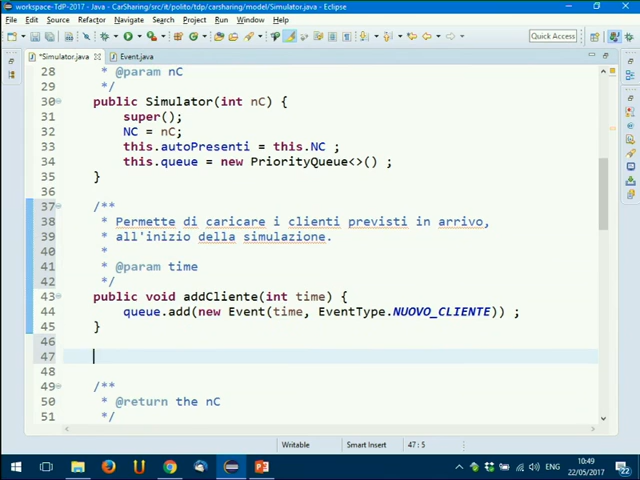 workspace-TdP-2017 - Java - CarSharing/src/it/polito/tdp/carsharing/model/Simulator.java - Eclipse
File Edit Source Refactor Navigate Search Project Run Window Help
Quick Access
*Simulator.java Event.java
28 * @param nC
29 */
30 public Simulator(int nC) {
31 super();
32 NC = nC;
33 this.autoPresenti = this.NC ;
34 this.queue = new PriorityQueue<>() ;
35 }
36
37 /**
38 * Permette di caricare i clienti previsti in arrivo,
39 * all'inizio della simulazione.
40 *
41 * @param time
42 */
43 public void addCliente(int time) {
44 queue.add(new Event(time, EventType.NUOVO_CLIENTE)) ;
45 }
46
47
48
49 /**
50 * @return the nC
51 */
Writable Smart Insert 47 : 5
ENG 10:49
22/05/2017 22